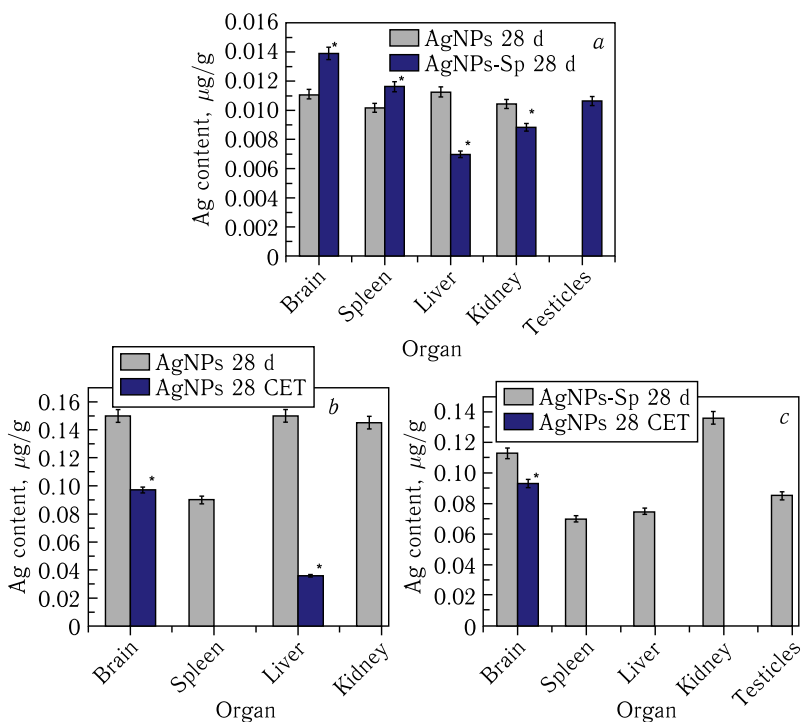 AgNPs 28 d
AgNPs-Sp 28 d
a
Ag content, µg/g
0.016
0.014
0.012
0.010
0.008
0.006
0.004
0.002
0
*
*
*
*
Brain
Spleen
Liver
Kidney
Testicles
Organ
AgNPs 28 d
AgNPs 28 CET
b
Ag content, µg/g
0.16
0.14
0.12
0.10
0.08
0.06
0.04
0.02
0
*
*
Brain
Spleen
Liver
Kidney
Organ
AgNPs-Sp 28 d
AgNPs 28 CET
c
Ag content, µg/g
0.14
0.12
0.10
0.08
0.06
0.04
0.02
0
*
Brain
Spleen
Liver
Kidney
Testicles
Organ